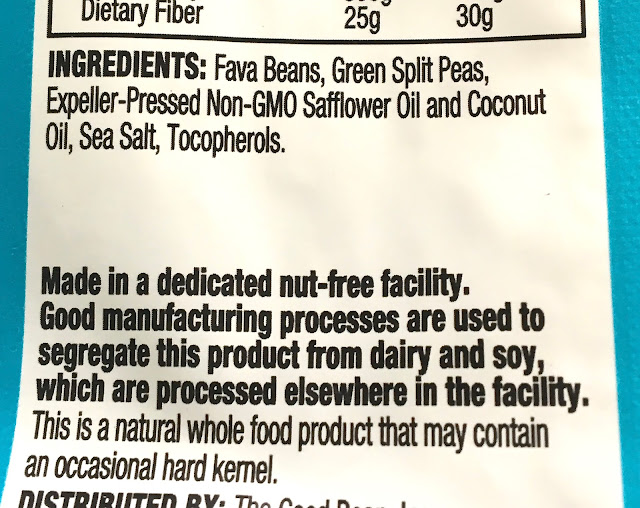 Dietary Fiber 25g 30g
INGREDIENTS: Fava Beans, Green Split Peas,
Expeller-Pressed Non-GMO Safflower Oil and Coconut
Oil, Sea Salt, Tocopherols.
Made in a dedicated nut-free facility.
Good manufacturing processes are used to
segregate this product from dairy and soy,
which are processed elsewhere in the facility.
This is a natural whole food product that may contain
an occasional hard kernel.
DISTRIBUTED BY: The Good Bean,